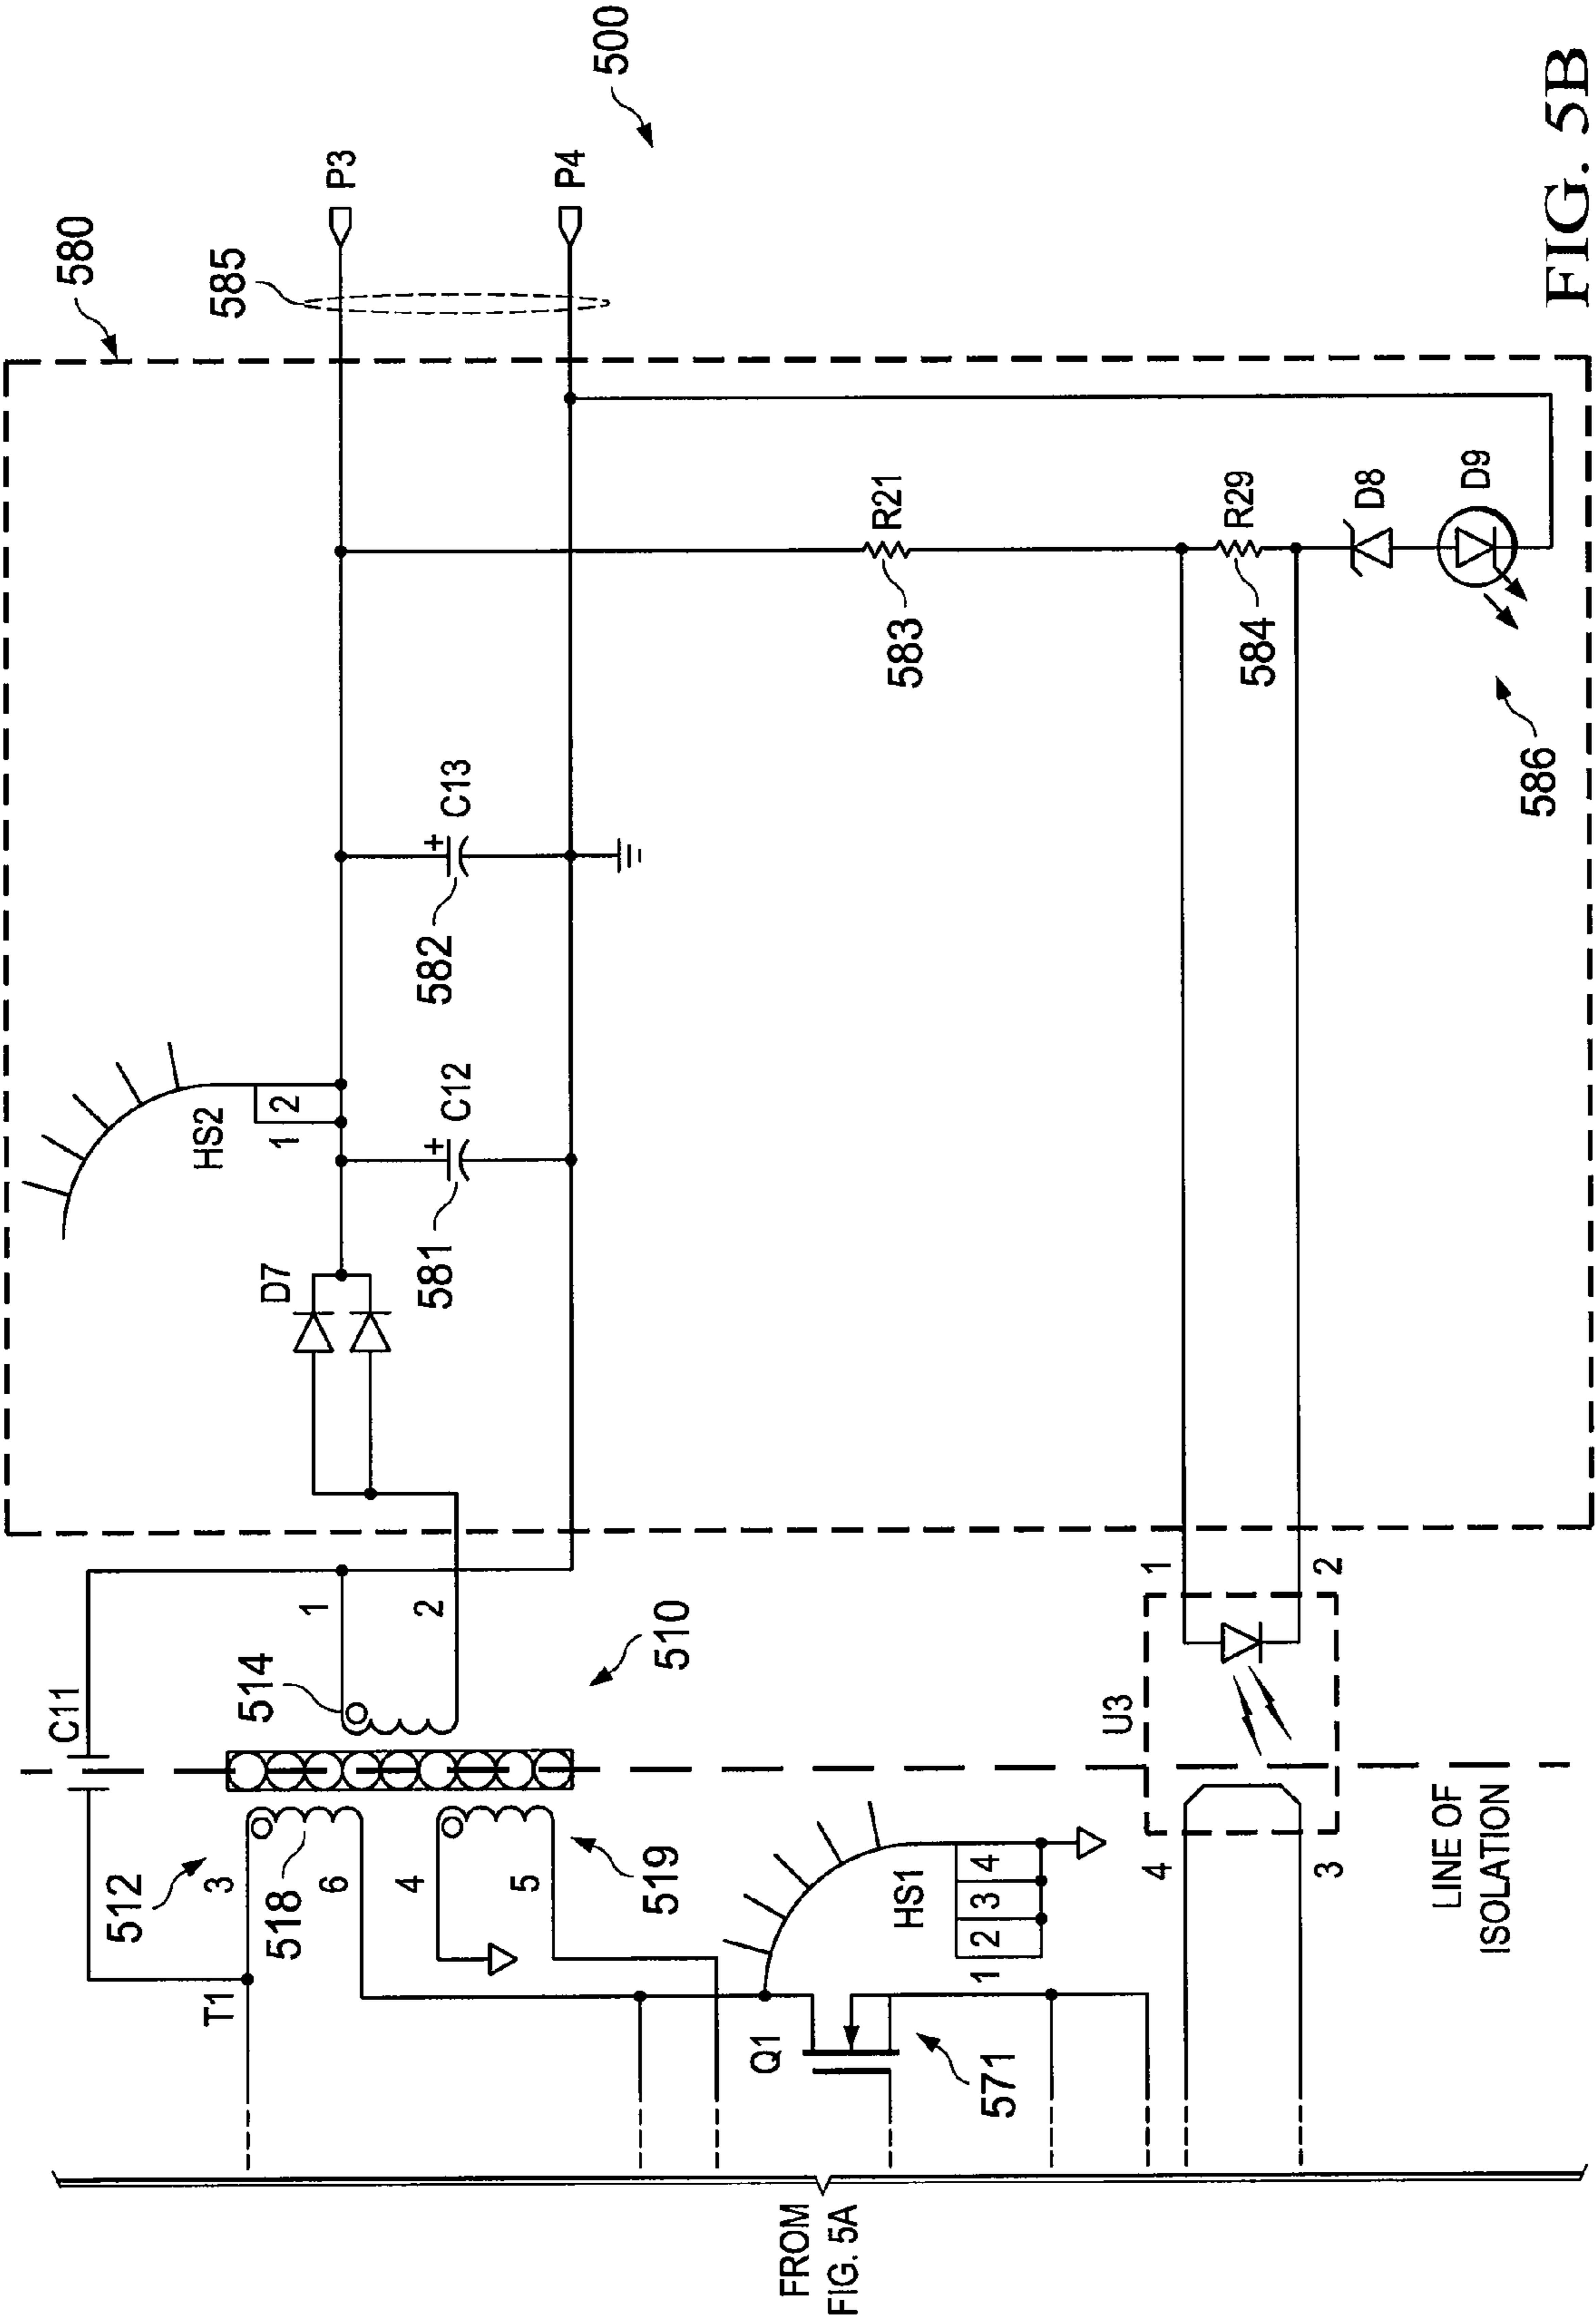 580
500
585
P3
P4
HS2
1 2
D7
C12
581
C13
582
+
+
R21
583
R29
584
D8
D9
586
C11
514
1
2
510
512
T1
3
518
6
4
5
519
Q1
571
HS1
1 2 3 4
U3
1
2
4
3
LINE OF
ISOLATION
FROM
FIG. 5A
FIG. 5B